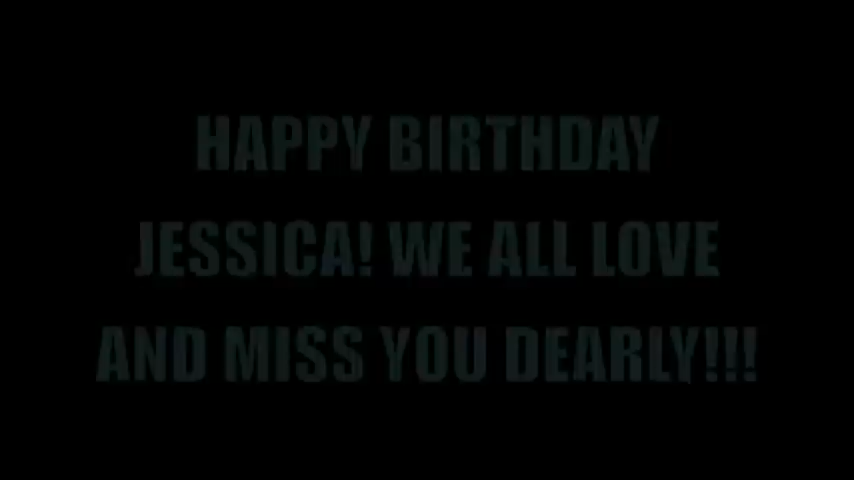 HAPPY BIRTHDAY
JESSICA! WE ALL LOVE
AND MISS YOU DEARLY!!!